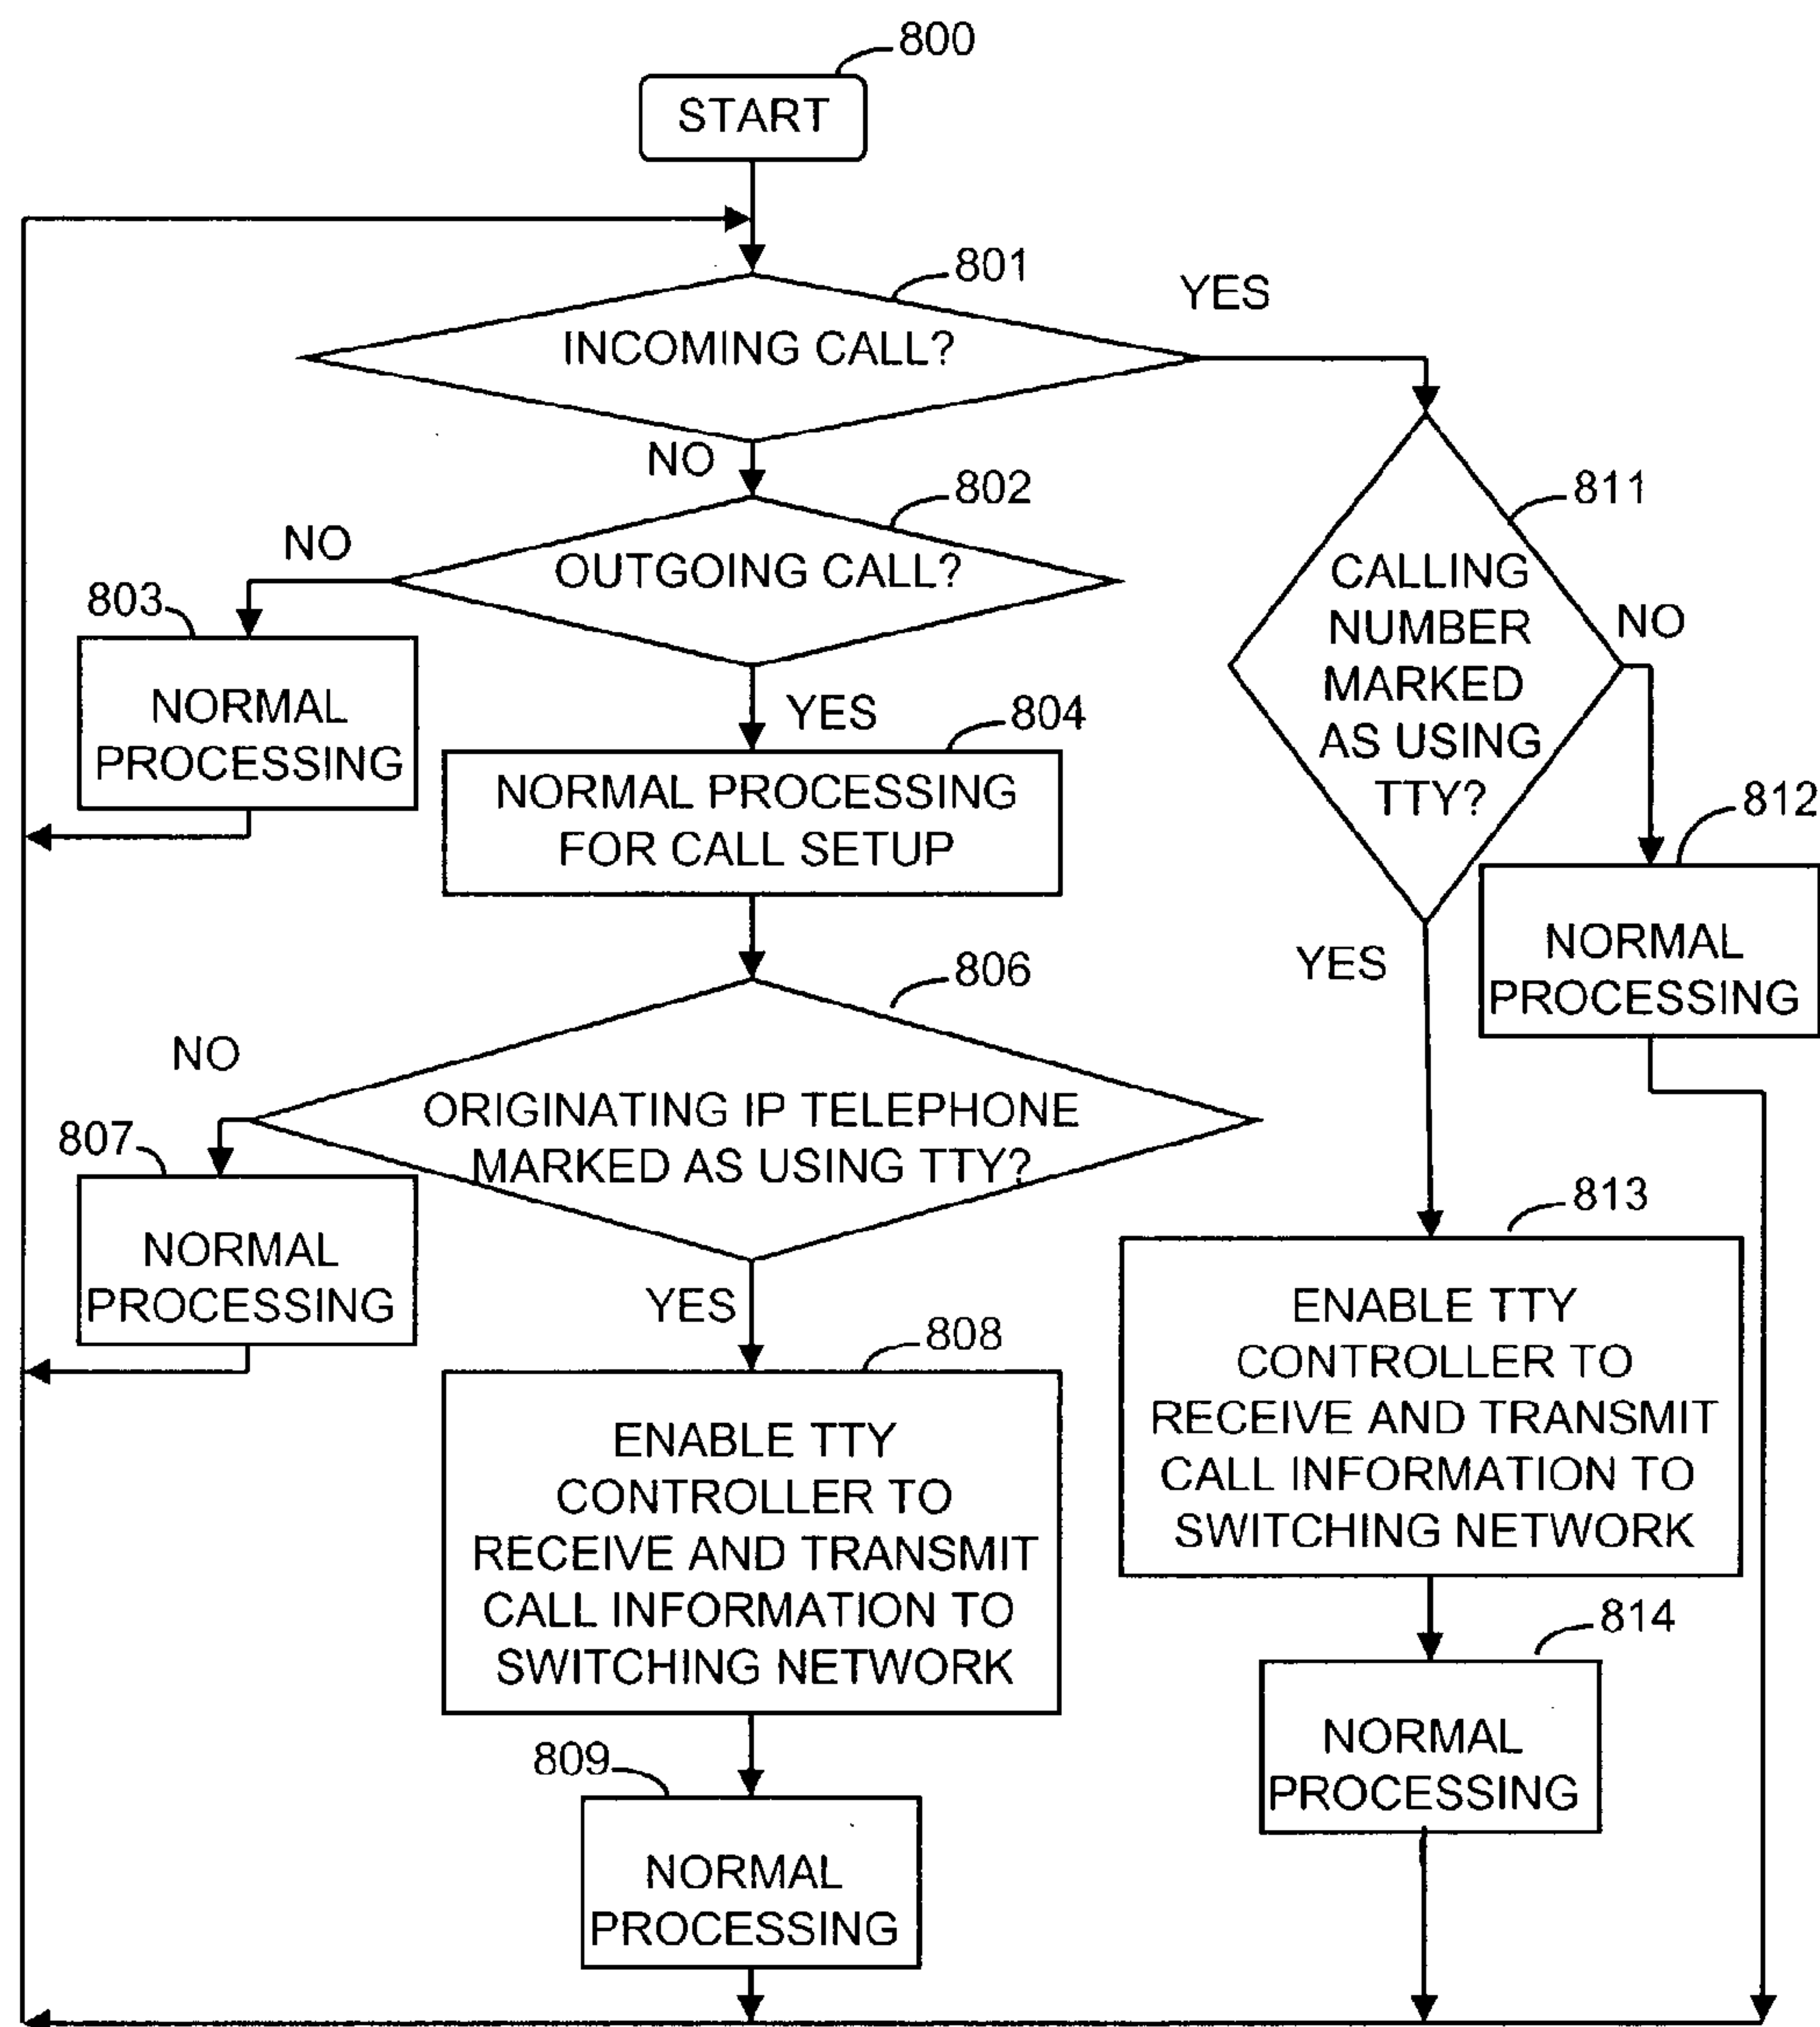 800
START
801
YES
INCOMING CALL?
NO
802
811
NO
OUTGOING CALL?
803
CALLING
NUMBER
MARKED
AS USING
TTY?
NO
NORMAL
PROCESSING
YES
804
NORMAL PROCESSING
FOR CALL SETUP
812
NORMAL
PROCESSING
YES
806
NO
ORIGINATING IP TELEPHONE
MARKED AS USING TTY?
807
NORMAL
PROCESSING
813
YES
808
ENABLE TTY
CONTROLLER TO
RECEIVE AND TRANSMIT
CALL INFORMATION TO
SWITCHING NETWORK
ENABLE TTY
CONTROLLER TO
RECEIVE AND TRANSMIT
CALL INFORMATION TO
SWITCHING NETWORK
814
NORMAL
PROCESSING
809
NORMAL
PROCESSING